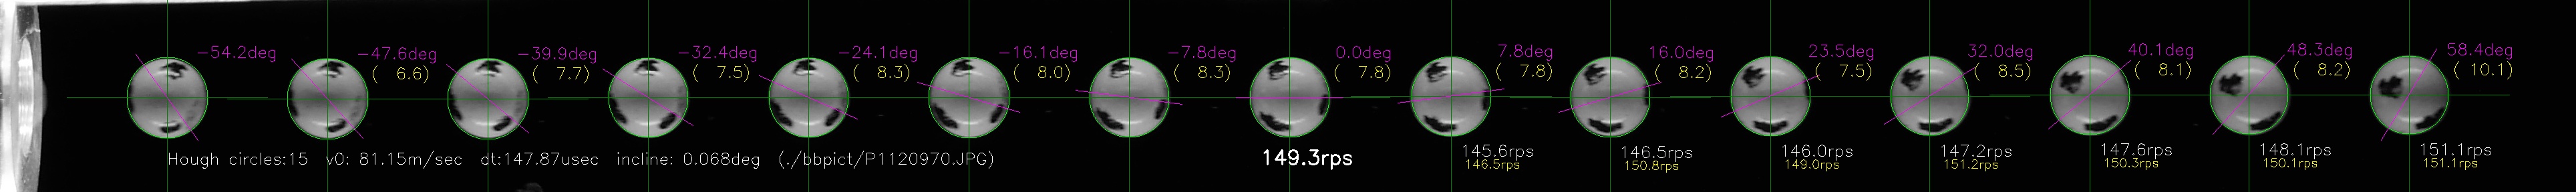 -54.2deg -47.6deg -39.9deg -32.4deg -24.1deg -16.1deg -7.8deg 0.0deg 7.8deg 16.0deg 23.5deg 32.0deg 40.1deg 48.3deg 58.4deg
( 6.6) ( 7.7) ( 7.5) ( 8.3) ( 8.0) ( 8.3) ( 7.8) ( 7.8) ( 8.2) ( 7.5) ( 8.5) ( 8.1) ( 8.2) ( 10.1)
Hough circles:15 v0: 81.15m/sec dt:147.87usec incline: 0.068deg (./bbpict/P1120970.JPG) 149.3rps 145.6rps 146.5rps 146.0rps 147.2rps 147.6rps 148.1rps 151.1rps
146.5rps 150.8rps 149.0rps 151.2rps 150.3rps 150.1rps 151.1rps